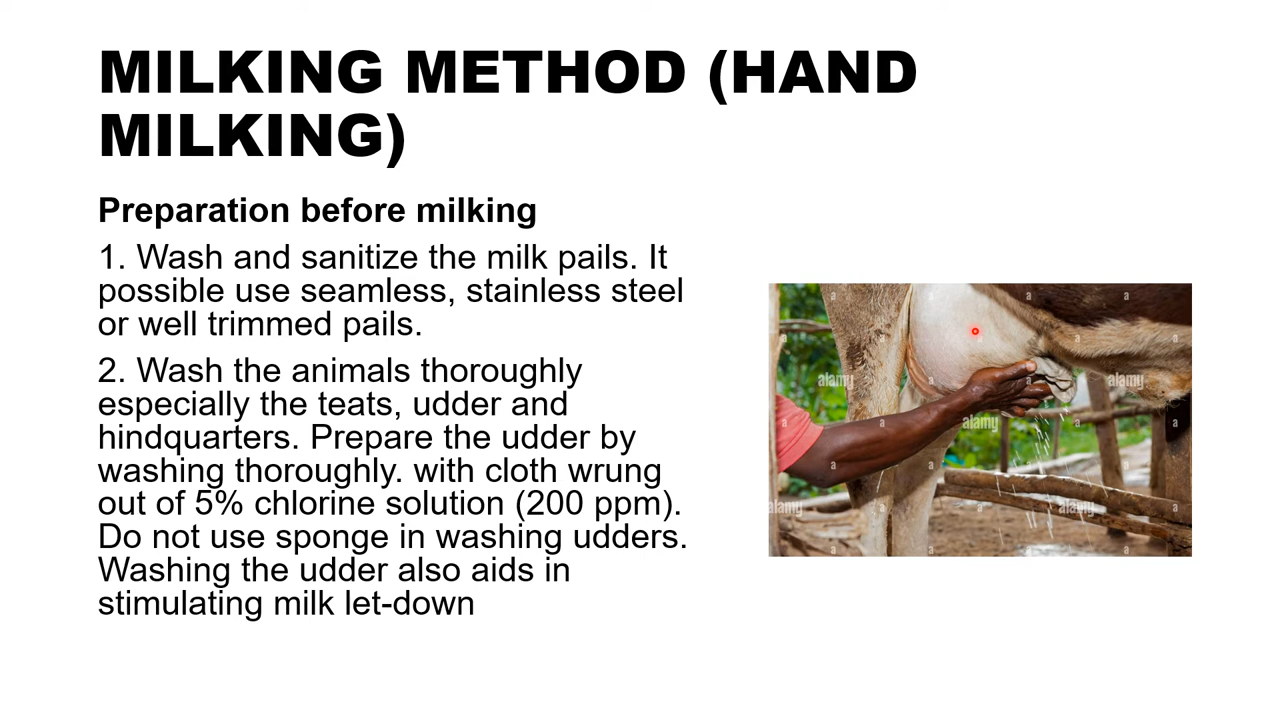 MILKING METHOD (HAND
MILKING)
Preparation before milking
1. Wash and sanitize the milk pails. It
possible use seamless, stainless steel
or well trimmed pails.
2. Wash the animals thoroughly
especially the teats, udder and
hindquarters. Prepare the udder by
washing thoroughly. with cloth wrung
out of 5% chlorine solution (200 ppm).
Do not use sponge in washing udders.
Washing the udder also aids in
stimulating milk let-down
a a a
a a a
alamy a alamy
a alamy a
a a a
alamy a alamy a
a a a